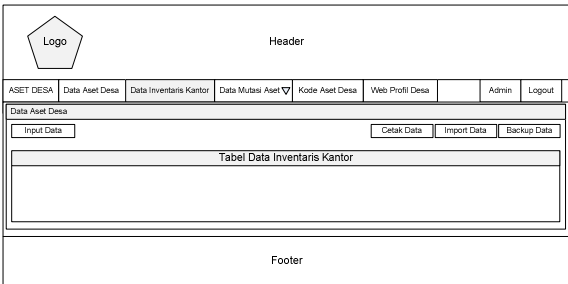 Logo
Header
ASET DESA Data Aset Desa Data Inventaris Kantor Data Mutasi Aset Kode Aset Desa Web Profil Desa Admin Logout
Data Aset Desa
Input Data Cetak Data Import Data Backup Data
Tabel Data Inventaris Kantor
Footer